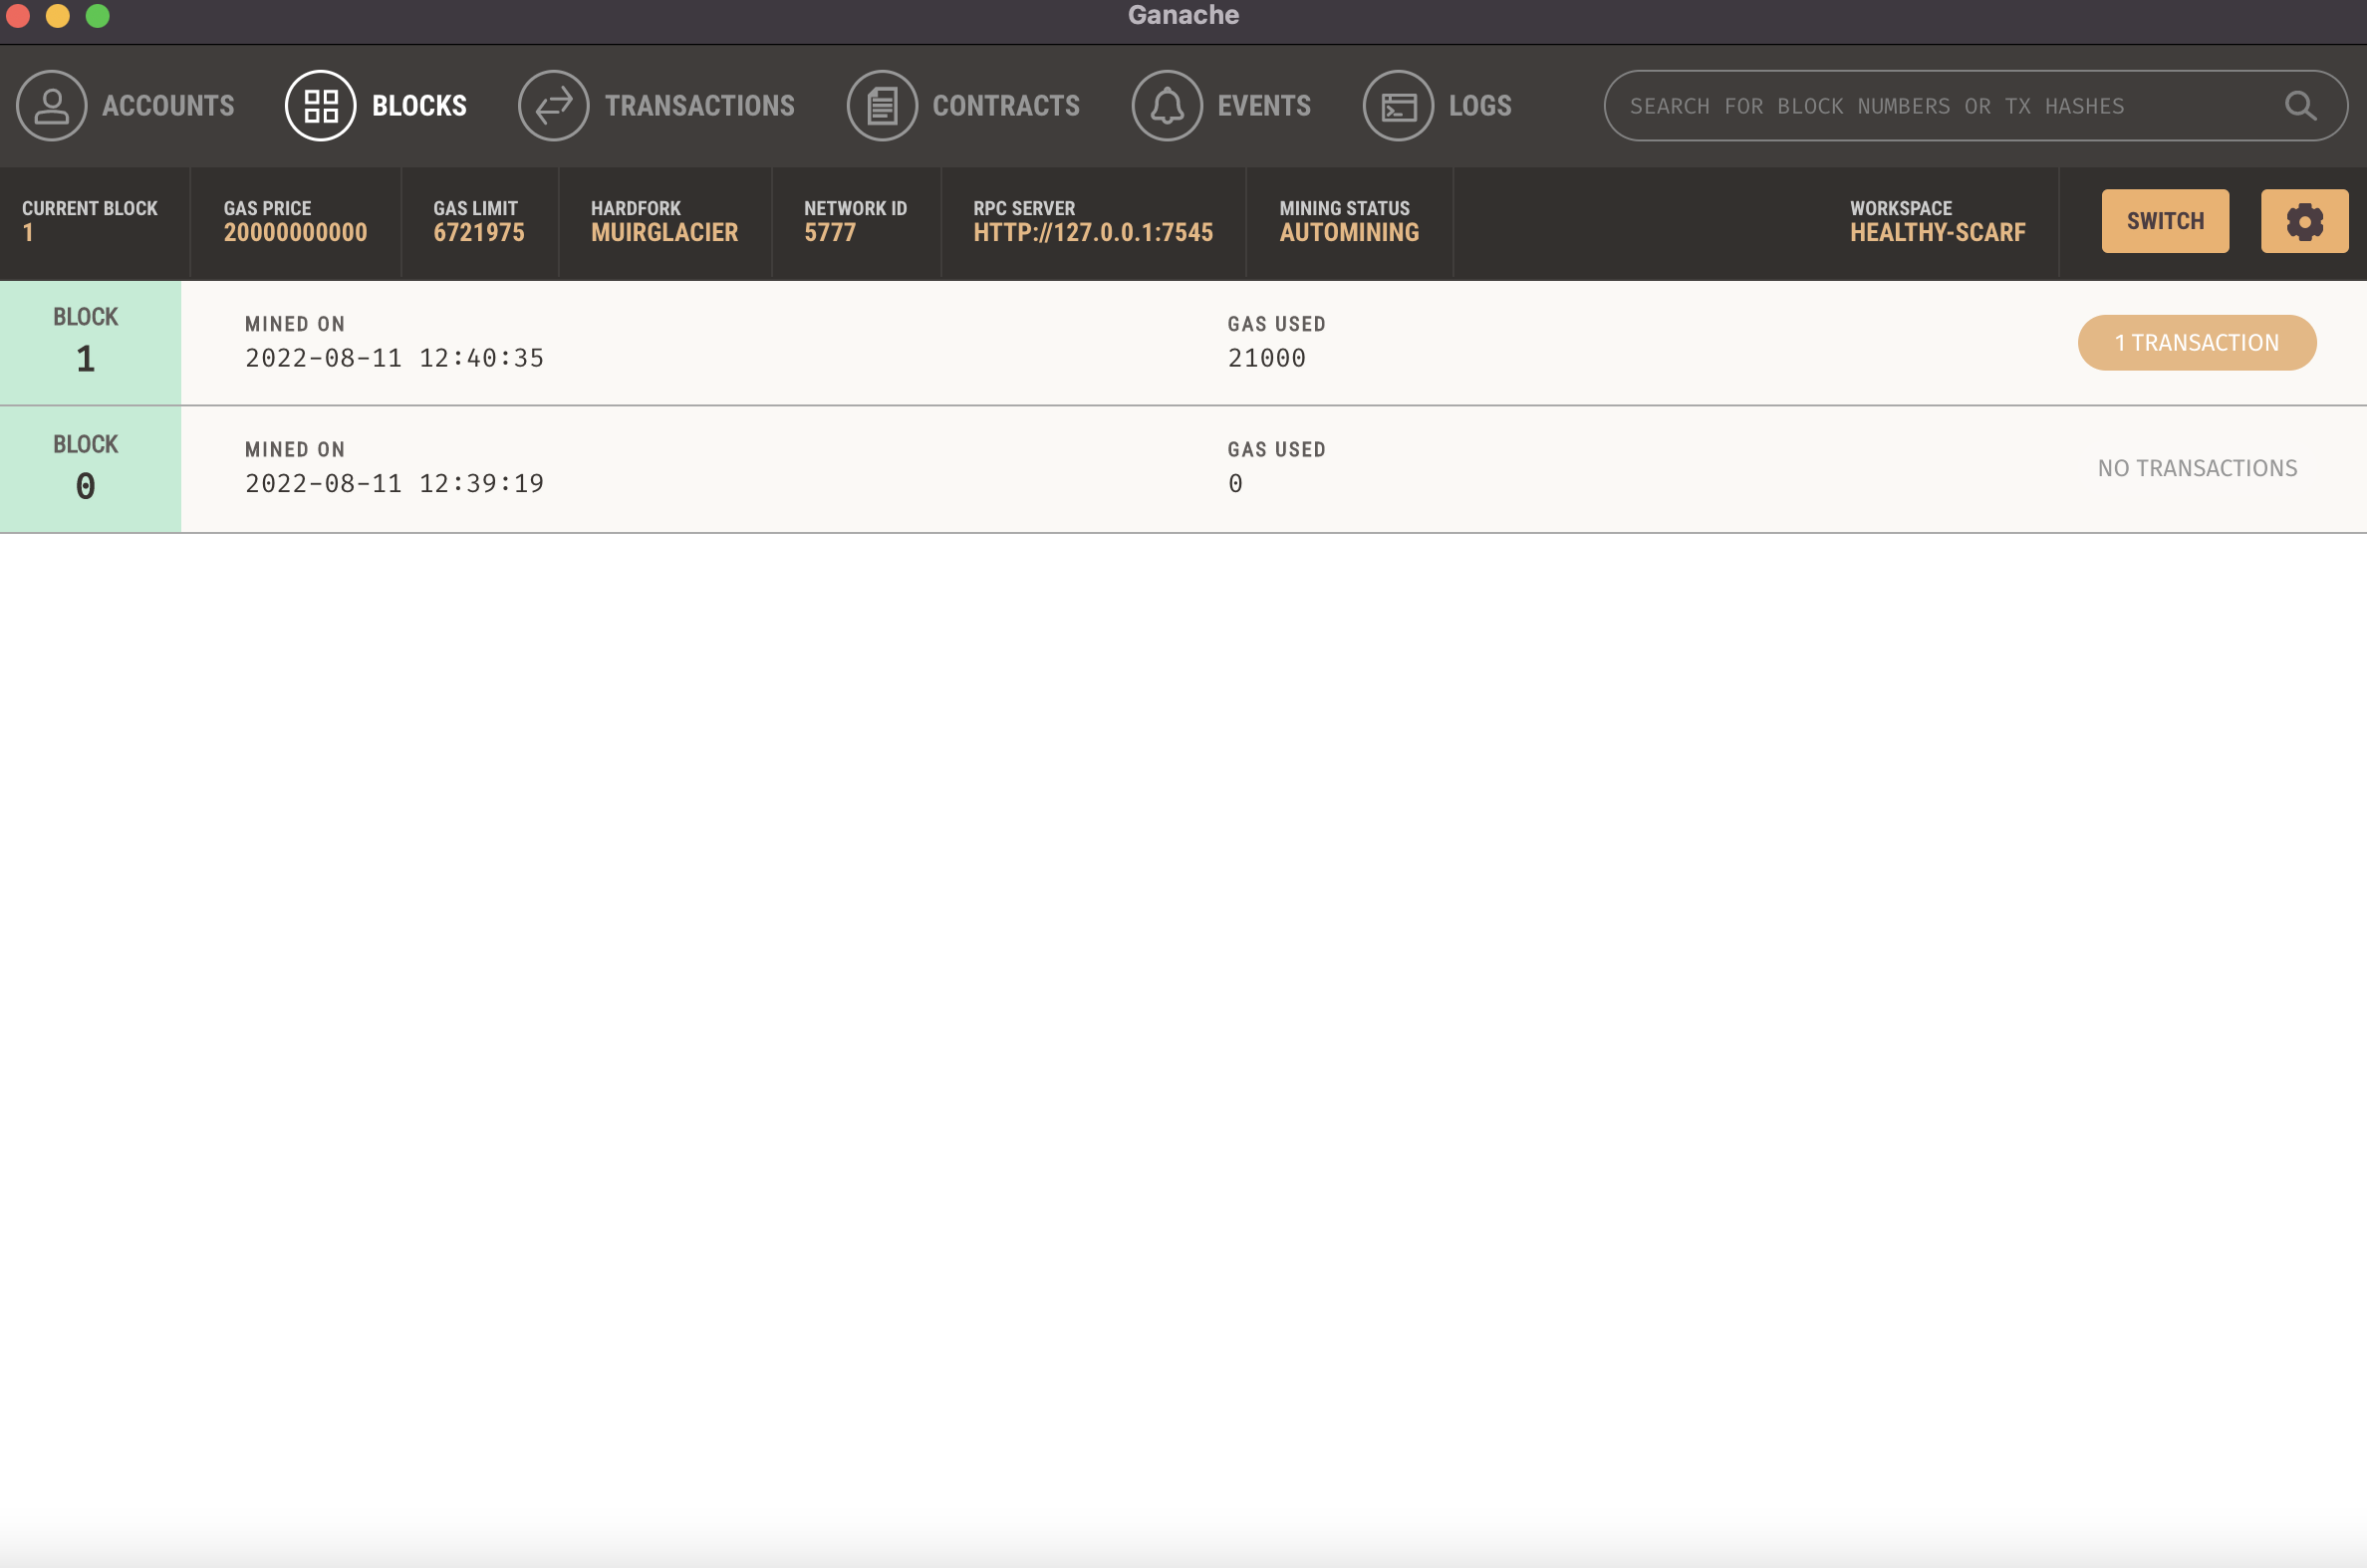 Ganache
ACCOUNTS BLOCKS TRANSACTIONS CONTRACTS EVENTS LOGS SEARCH FOR BLOCK NUMBERS OR TX HASHES
CURRENT BLOCK GAS PRICE GAS LIMIT HARDFORK NETWORK ID RPC SERVER MINING STATUS WORKSPACE
1 20000000000 6721975 MUIRGLACIER 5777 HTTP://127.0.0.1:7545 AUTOMINING HEALTHY-SCARF
SWITCH
BLOCK MINED ON GAS USED
1 2022-08-11 12:40:35 21000 1 TRANSACTION
BLOCK MINED ON GAS USED
0 2022-08-11 12:39:19 0 NO TRANSACTIONS